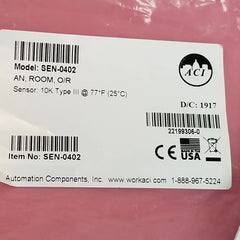 ACI
Model: SEN-0402
AN, ROOM, O/R
Sensor: 10K Type III @ 77°F (25°C)
D/C: 1917
22199306-0
CE
USA
Item No: SEN-0402
Automation Components, Inc. www.workaci.com 1-888-967-5224